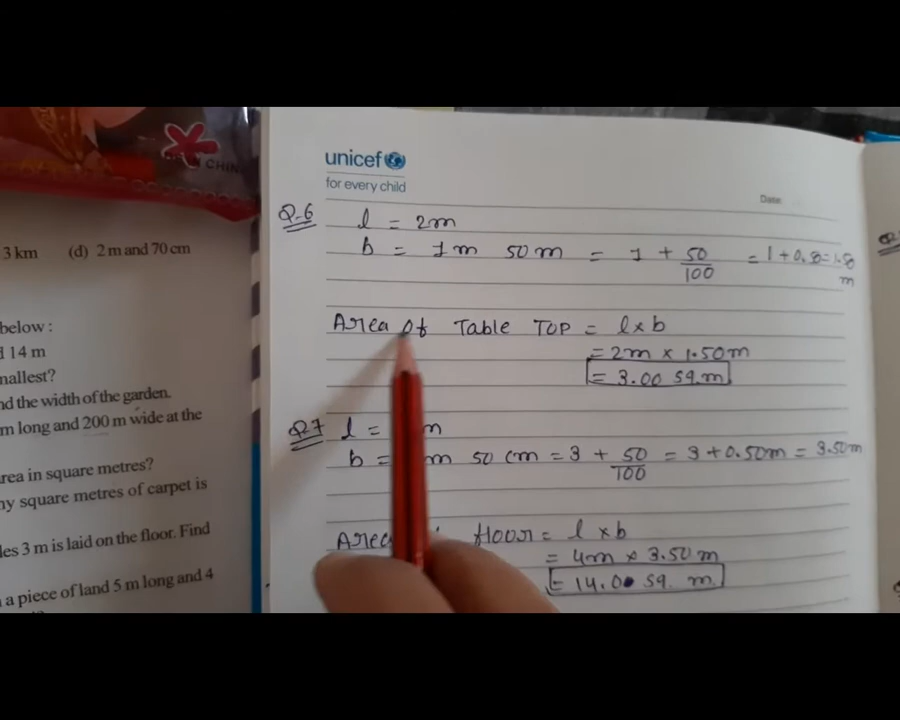 CHIN
3 km (d) 2 m and 70 cm
below :
14 m
mallest?
nd the width of the garden.
m long and 200 m wide at the
rea in square metres?
ny square metres of carpet is
les 3 m is laid on the floor. Find
a piece of land 5 m long and 4
unicef
for every child
Date:
Q.6 l = 2m
b = 1m 50 m = 1 + 50/100 = 1 + 0.50 = 1.50 m
Area of Table TOP = l x b
= 2m x 1.50m
= 3.00 sq.m
Q7 l = m
b = m 50 cm = 3 + 50/100 = 3 + 0.50m = 3.50m
Area floor = l x b
= 4m x 3.50 m
= 14.00 sq. m